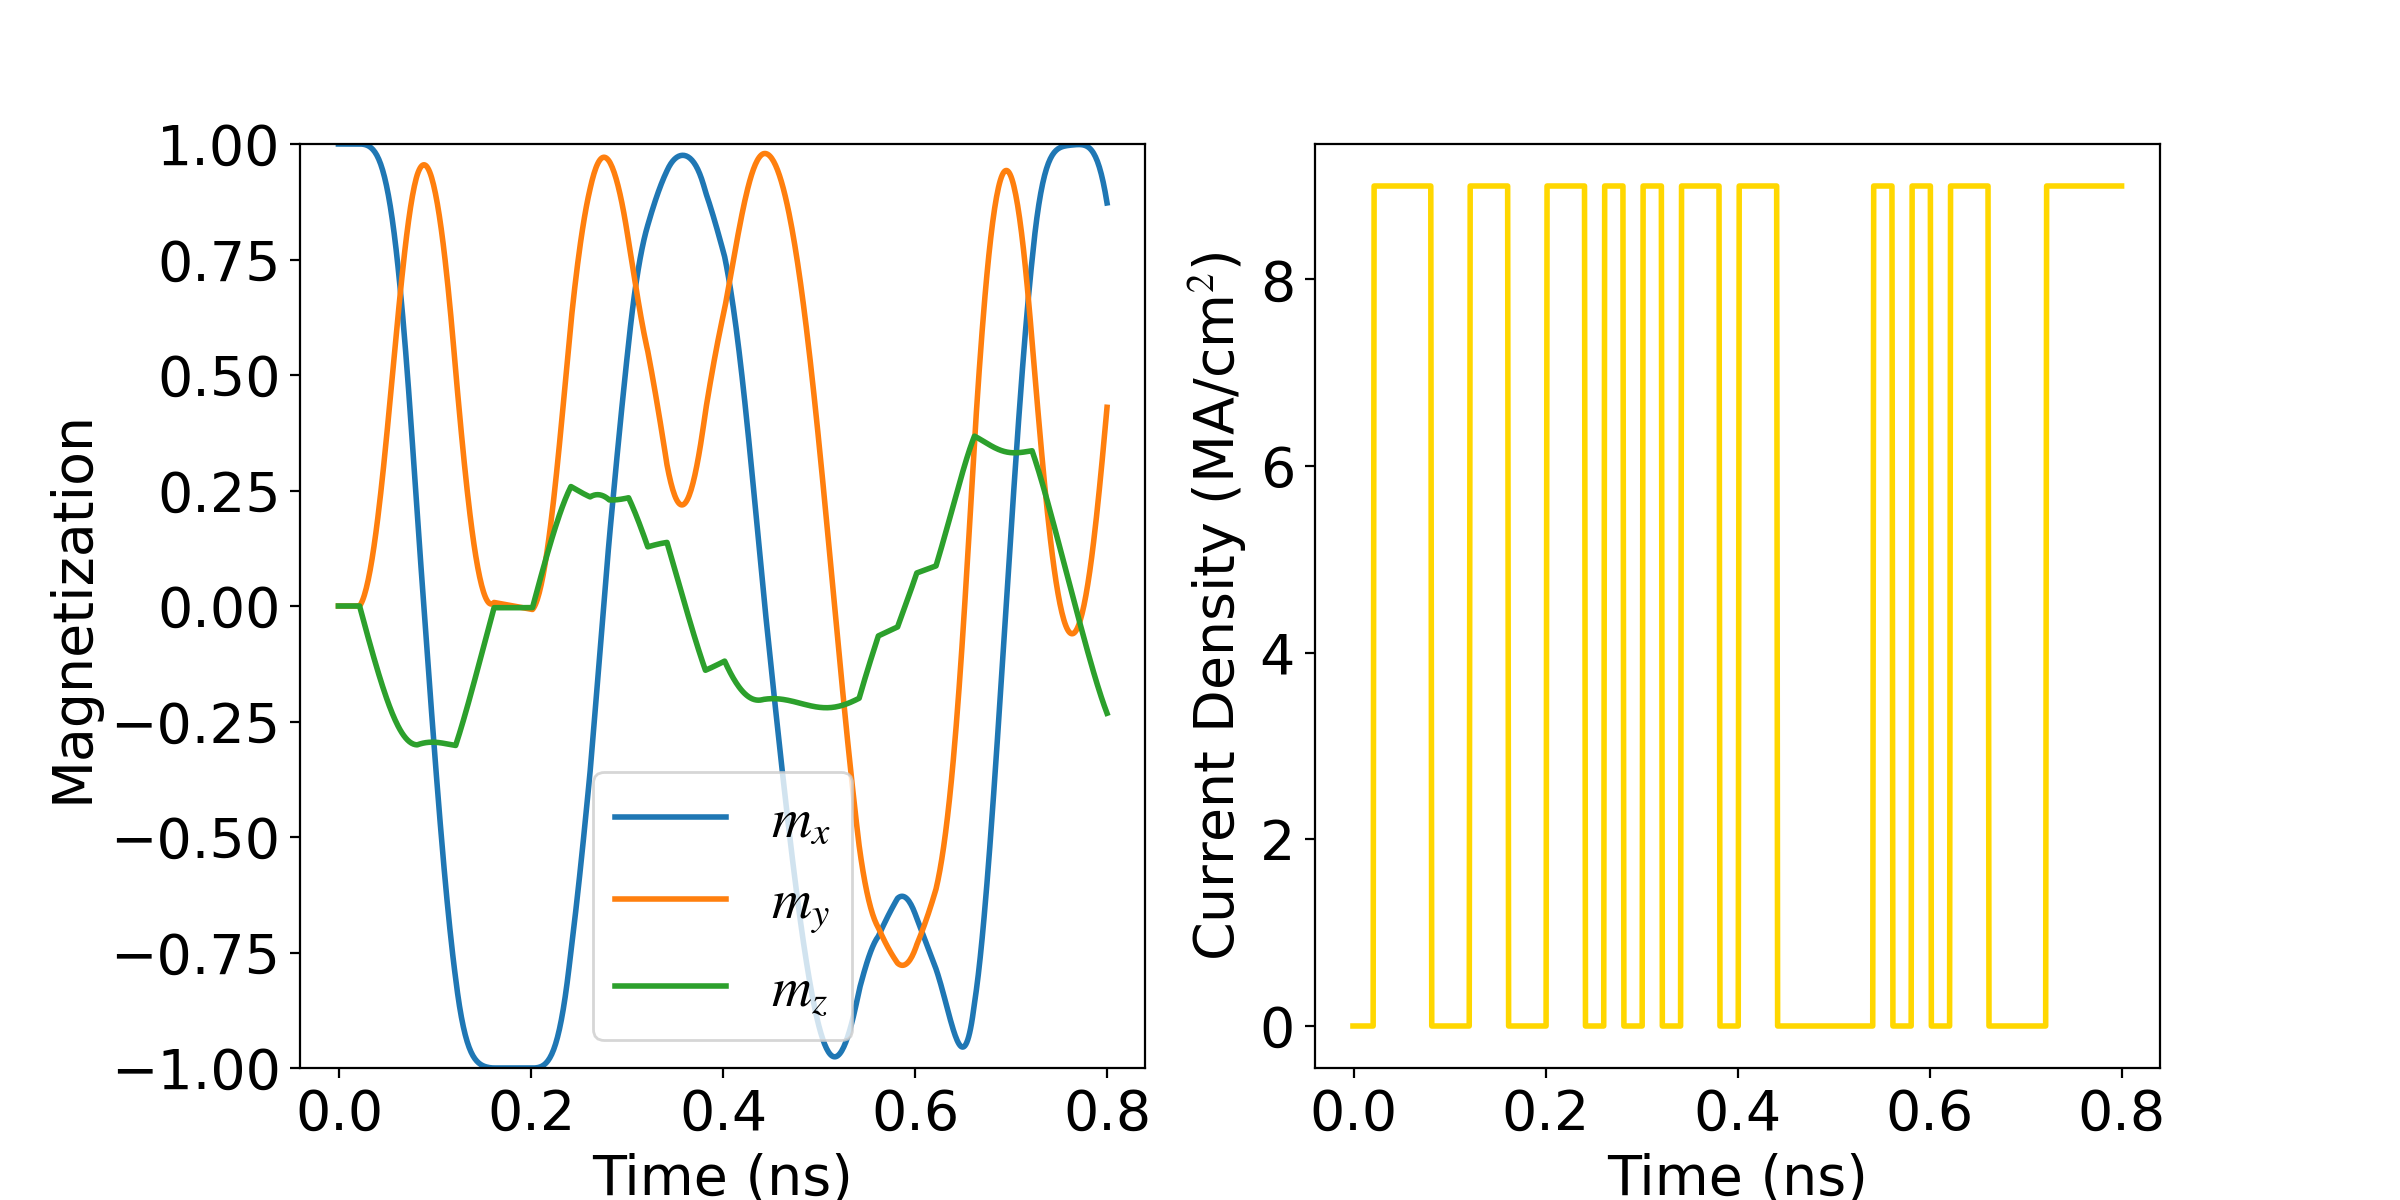 1.00
0.75
0.50
0.25
0.00
−0.25
−0.50
−0.75
−1.00
Magnetization
0.0 0.2 0.4 0.6 0.8
Time (ns)
m_x
m_y
m_z
8
6
4
2
0
Current Density (MA/cm²)
0.0 0.2 0.4 0.6 0.8
Time (ns)